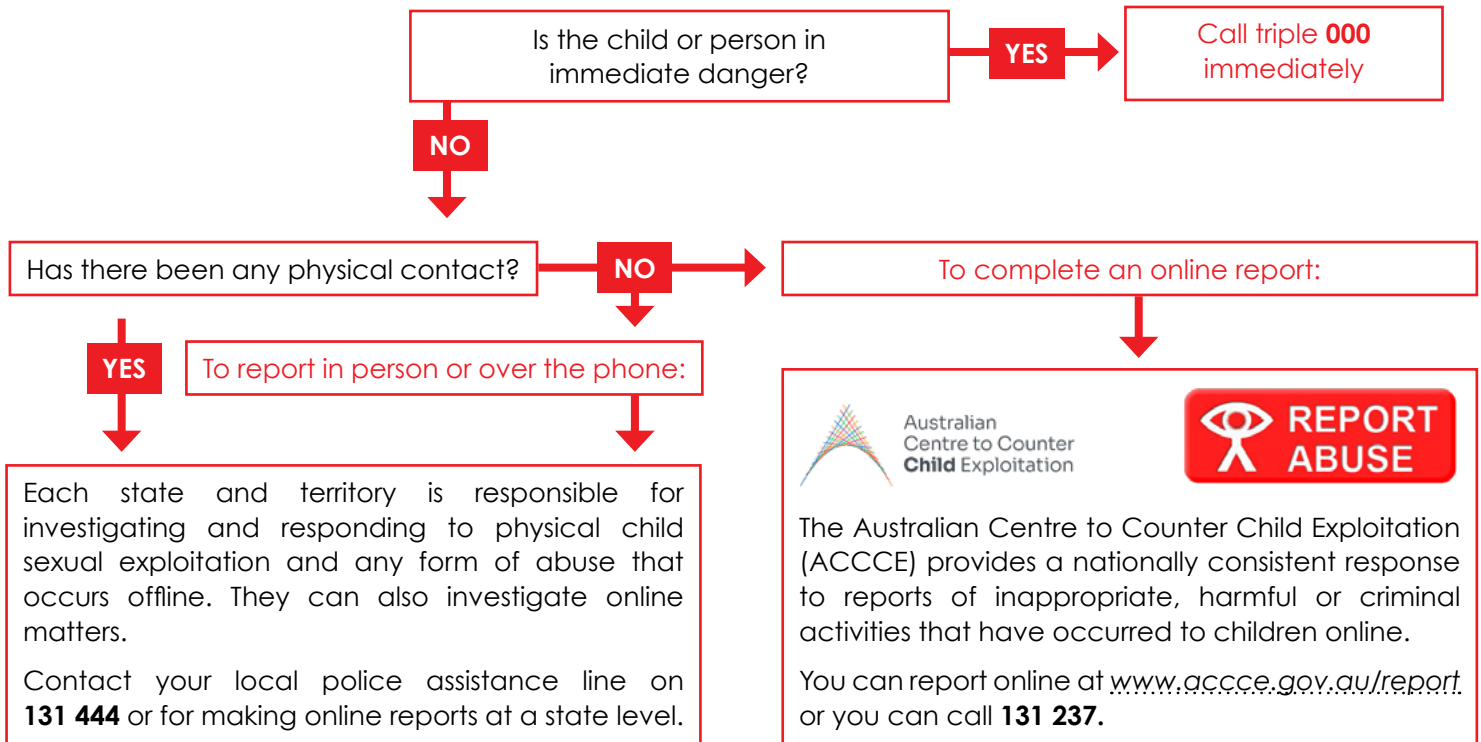 Is the child or person in
immediate danger?
YES
Call triple 000
immediately
NO
Has there been any physical contact?
NO
To complete an online report:
YES
To report in person or over the phone:
Each state and territory is responsible for
investigating and responding to physical child
sexual exploitation and any form of abuse that
occurs offline. They can also investigate online
matters.
Contact your local police assistance line on
131 444 or for making online reports at a state level.
Australian
Centre to Counter
Child Exploitation
REPORT
ABUSE
The Australian Centre to Counter Child Exploitation
(ACCCE) provides a nationally consistent response
to reports of inappropriate, harmful or criminal
activities that have occurred to children online.
You can report online at www.accce.gov.au/report
or you can call 131 237.